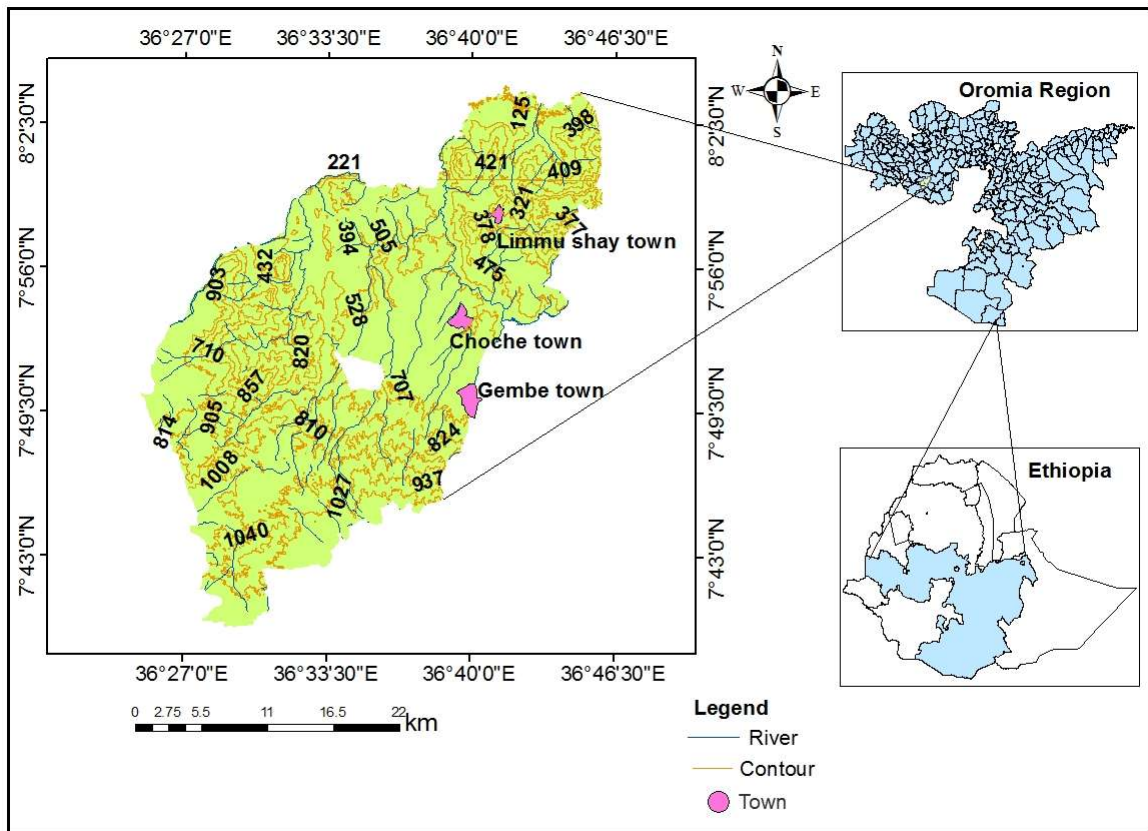 36°27'0"E 36°33'30"E 36°40'0"E 36°46'30"E
N
W E
S
Oromia Region
8°2'30"N
8°2'30"N
125
398
221
421
409
321
394
505
378
377
Limmu shay town
432
903
475
7°56'0"N
7°56'0"N
528
Choche town
710
820
857
707
Gembe town
7°49'30"N
7°49'30"N
814
905
810
824
1008
937
1027
Ethiopia
1040
7°43'0"N
7°43'0"N
36°27'0"E 36°33'30"E 36°40'0"E 36°46'30"E
0 2.75 5.5 11 16.5 22
km
Legend
River
Contour
Town